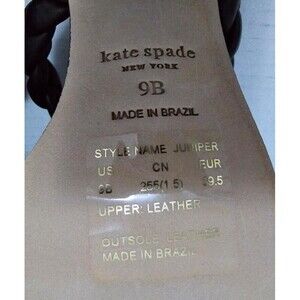 kate spade
NEW YORK
9B
MADE IN BRAZIL
STYLE NAME JUNIPER
US CN EUR
9B 255(1.5) 39.5
UPPER: LEATHER
OUTSOLE LEATHER
MADE IN BRAZIL